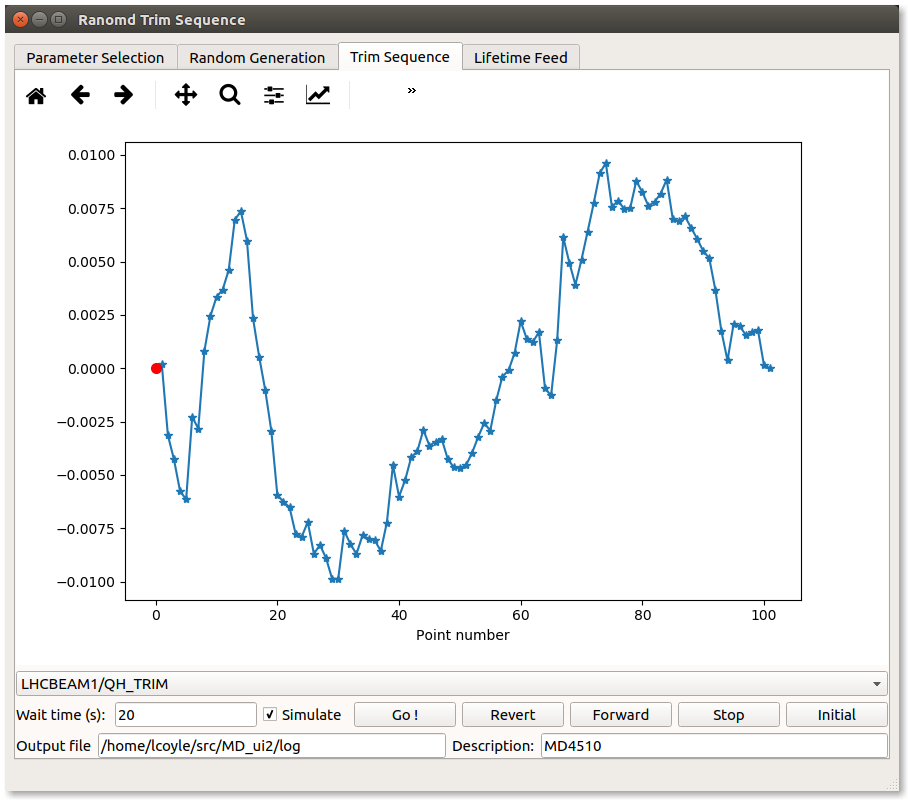 Ranomd Trim Sequence
Parameter Selection Random Generation Trim Sequence Lifetime Feed
»
0.0100
0.0075
0.0050
0.0025
0.0000
−0.0025
−0.0050
−0.0075
−0.0100
0 20 40 60 80 100
Point number
LHCBEAM1/QH_TRIM
Wait time (s): 20 Simulate Go ! Revert Forward Stop Initial
Output file /home/lcoyle/src/MD_ui2/log Description: MD4510